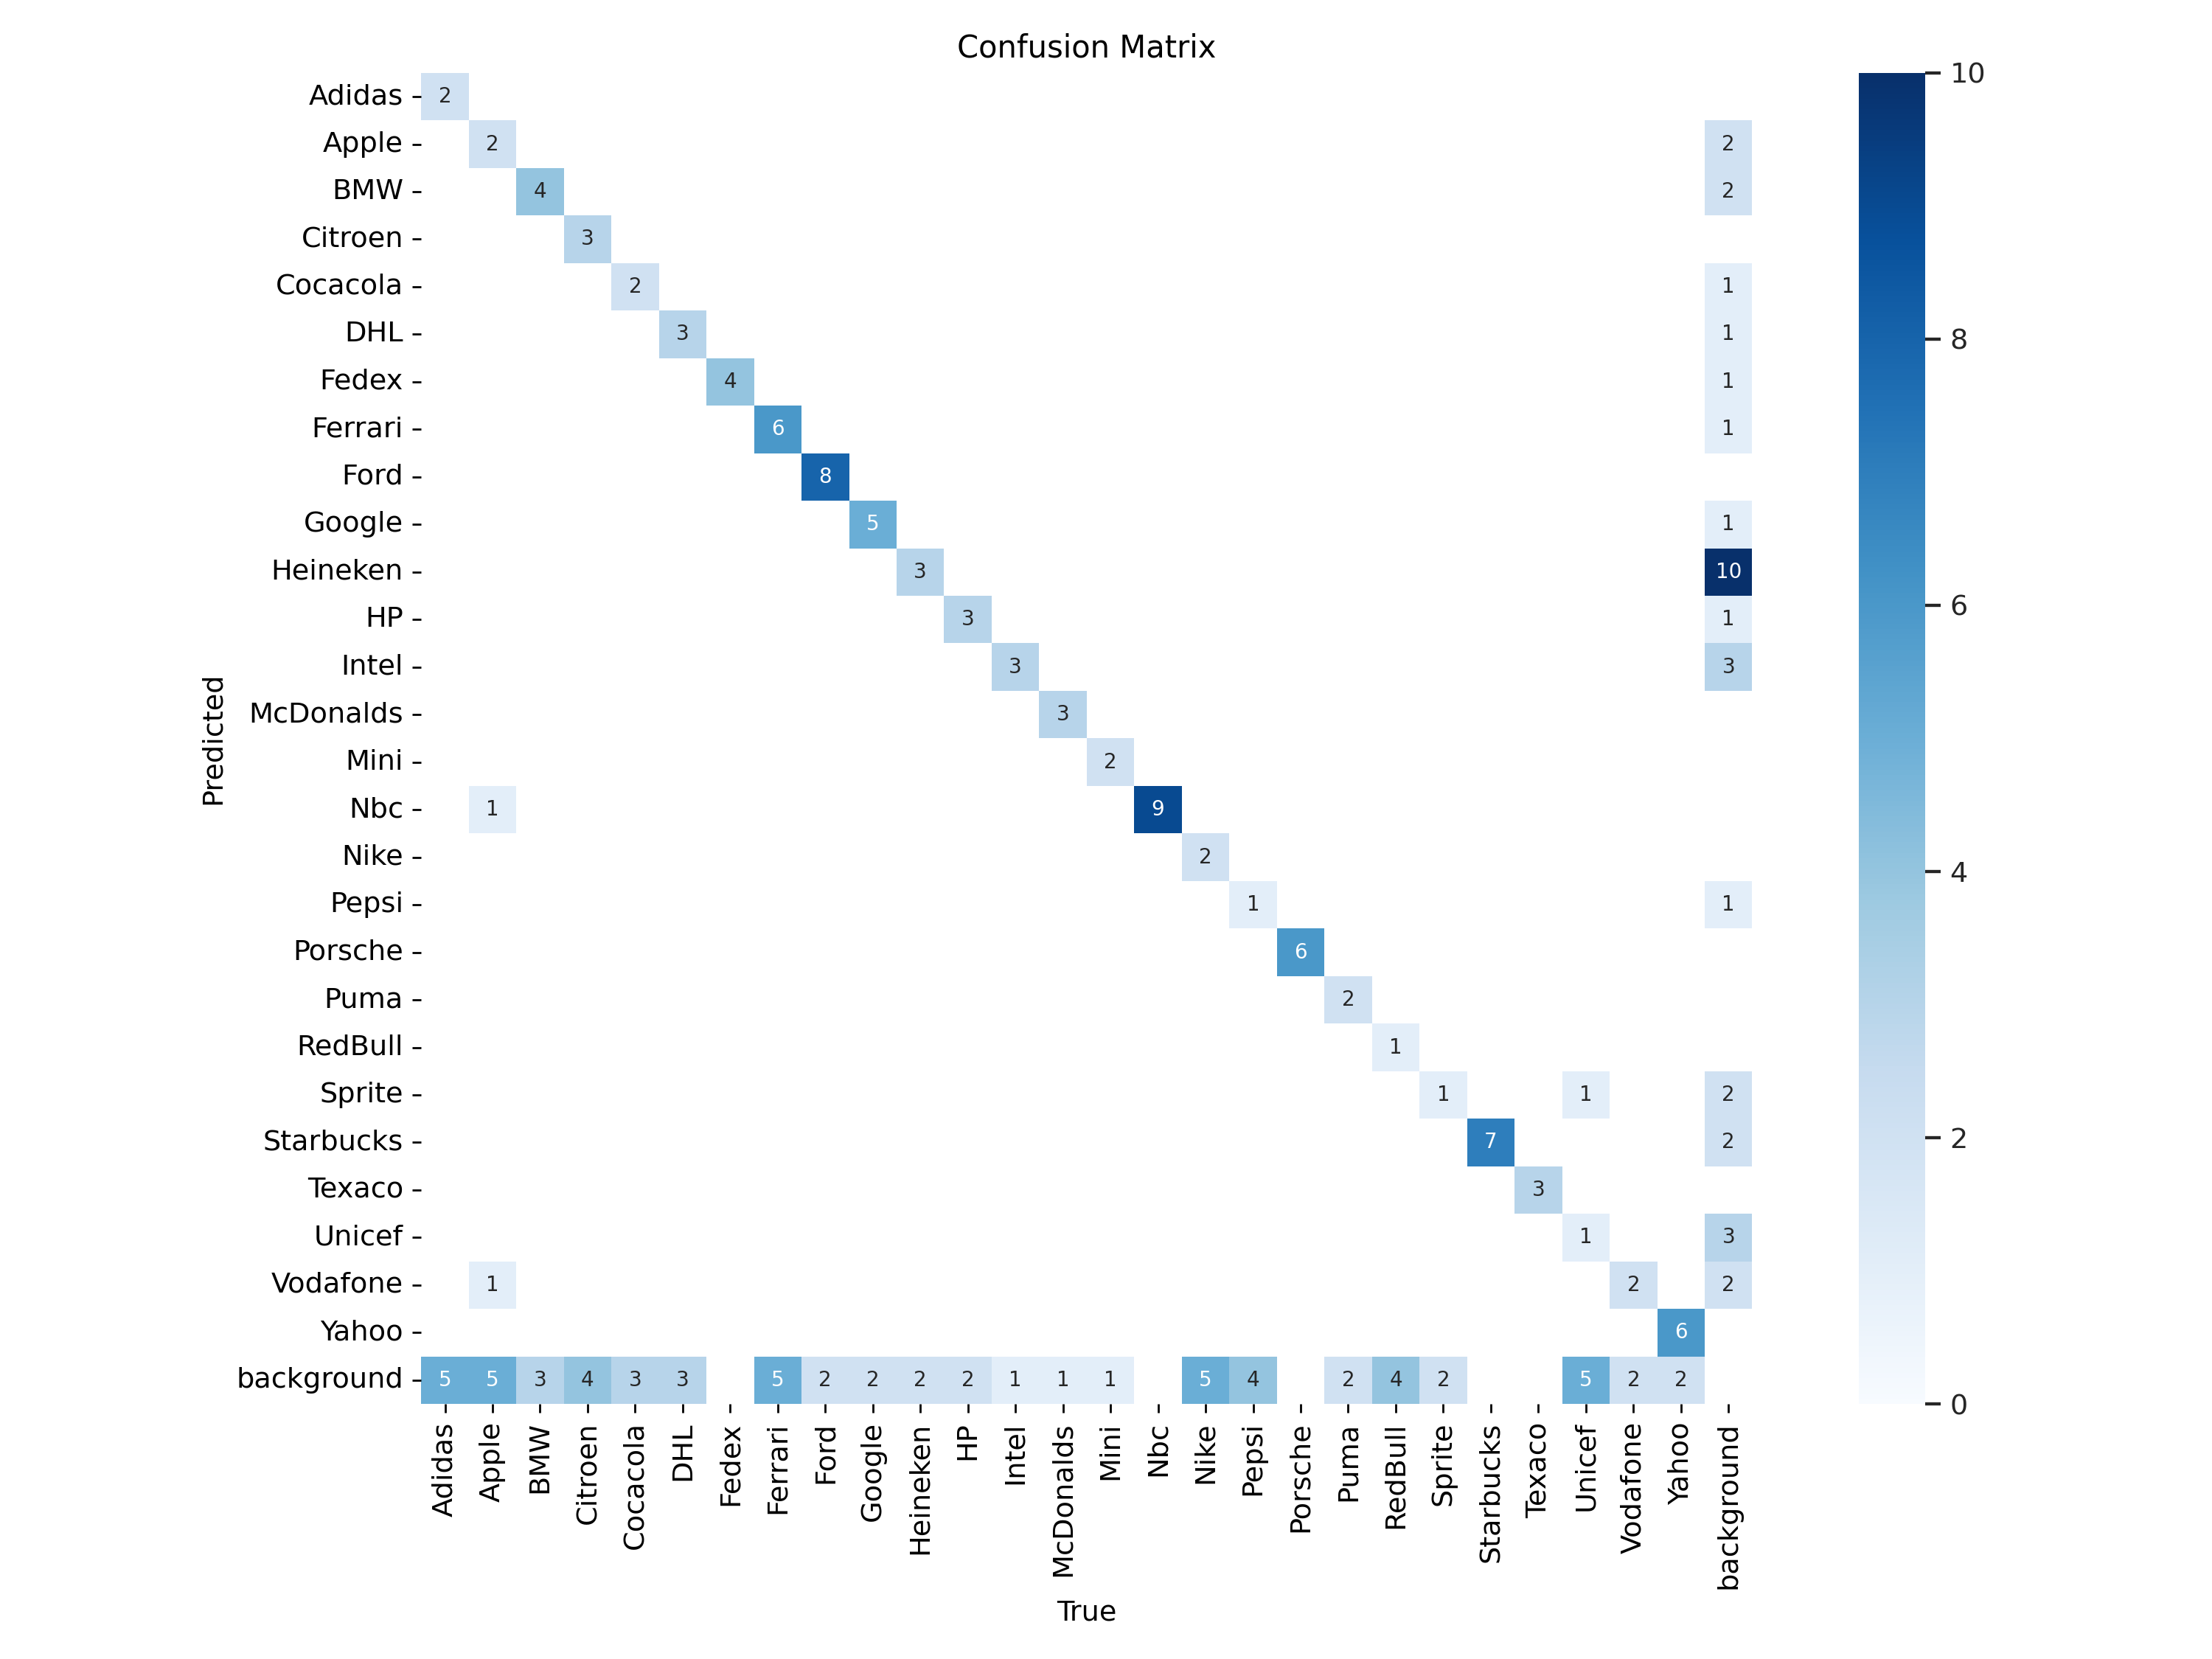 Confusion Matrix
Adidas 2
Apple 2 2
BMW 4 2
Citroen 3
Cocacola 2 1
DHL 3 1
Fedex 4 1
Ferrari 6 1
Ford 8
Google 5 1
Heineken 3 10
HP 3 1
Intel 3 3
McDonalds 3
Mini 2
Nbc 1 9
Nike 2
Pepsi 1 1
Porsche 6
Puma 2
RedBull 1
Sprite 1 1 2
Starbucks 7 2
Texaco 3
Unicef 1 3
Vodafone 1 2 2
Yahoo 6
background 5 5 3 4 3 3 5 2 2 2 2 1 1 1 5 4 2 4 2 5 2 2
Predicted
Adidas Apple BMW Citroen Cocacola DHL Fedex Ferrari Ford Google Heineken HP Intel McDonalds Mini Nbc Nike Pepsi Porsche Puma RedBull Sprite Starbucks Texaco Unicef Vodafone Yahoo background
True
10
8
6
4
2
0